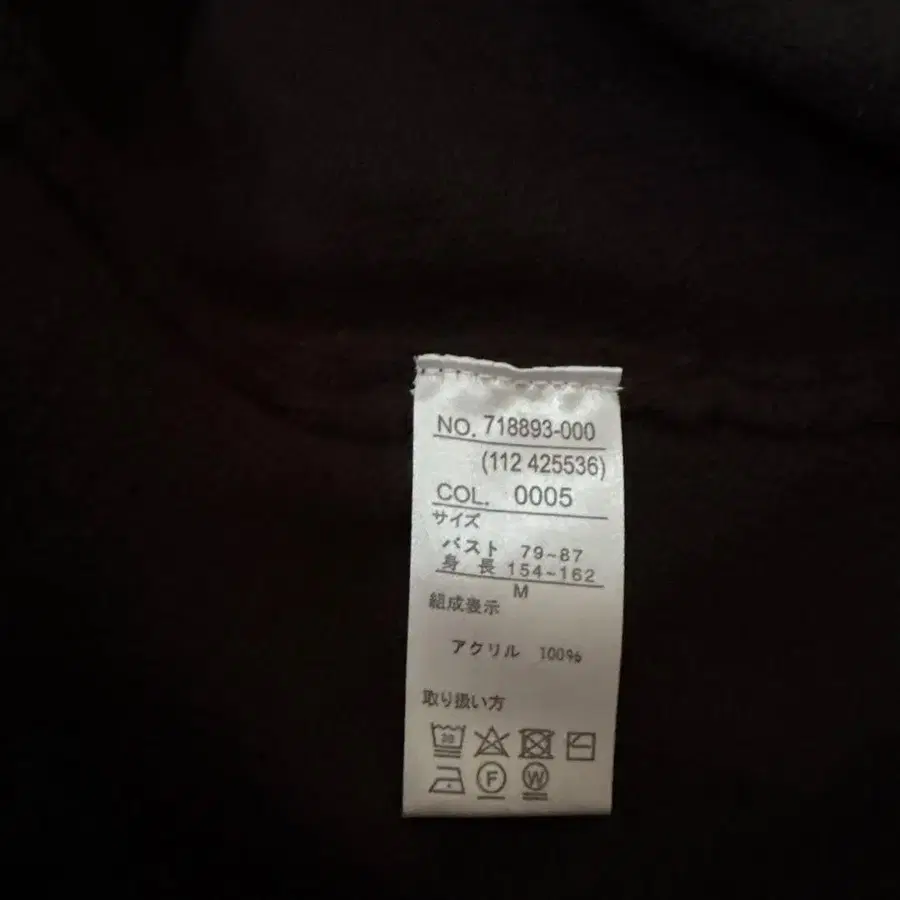 NO. 718893-000
(112 425536)
COL. 0005
サイズ
バスト 79~87
身長 154~162
M
組成表示
アクリル 100%
取り扱い方
30
F W